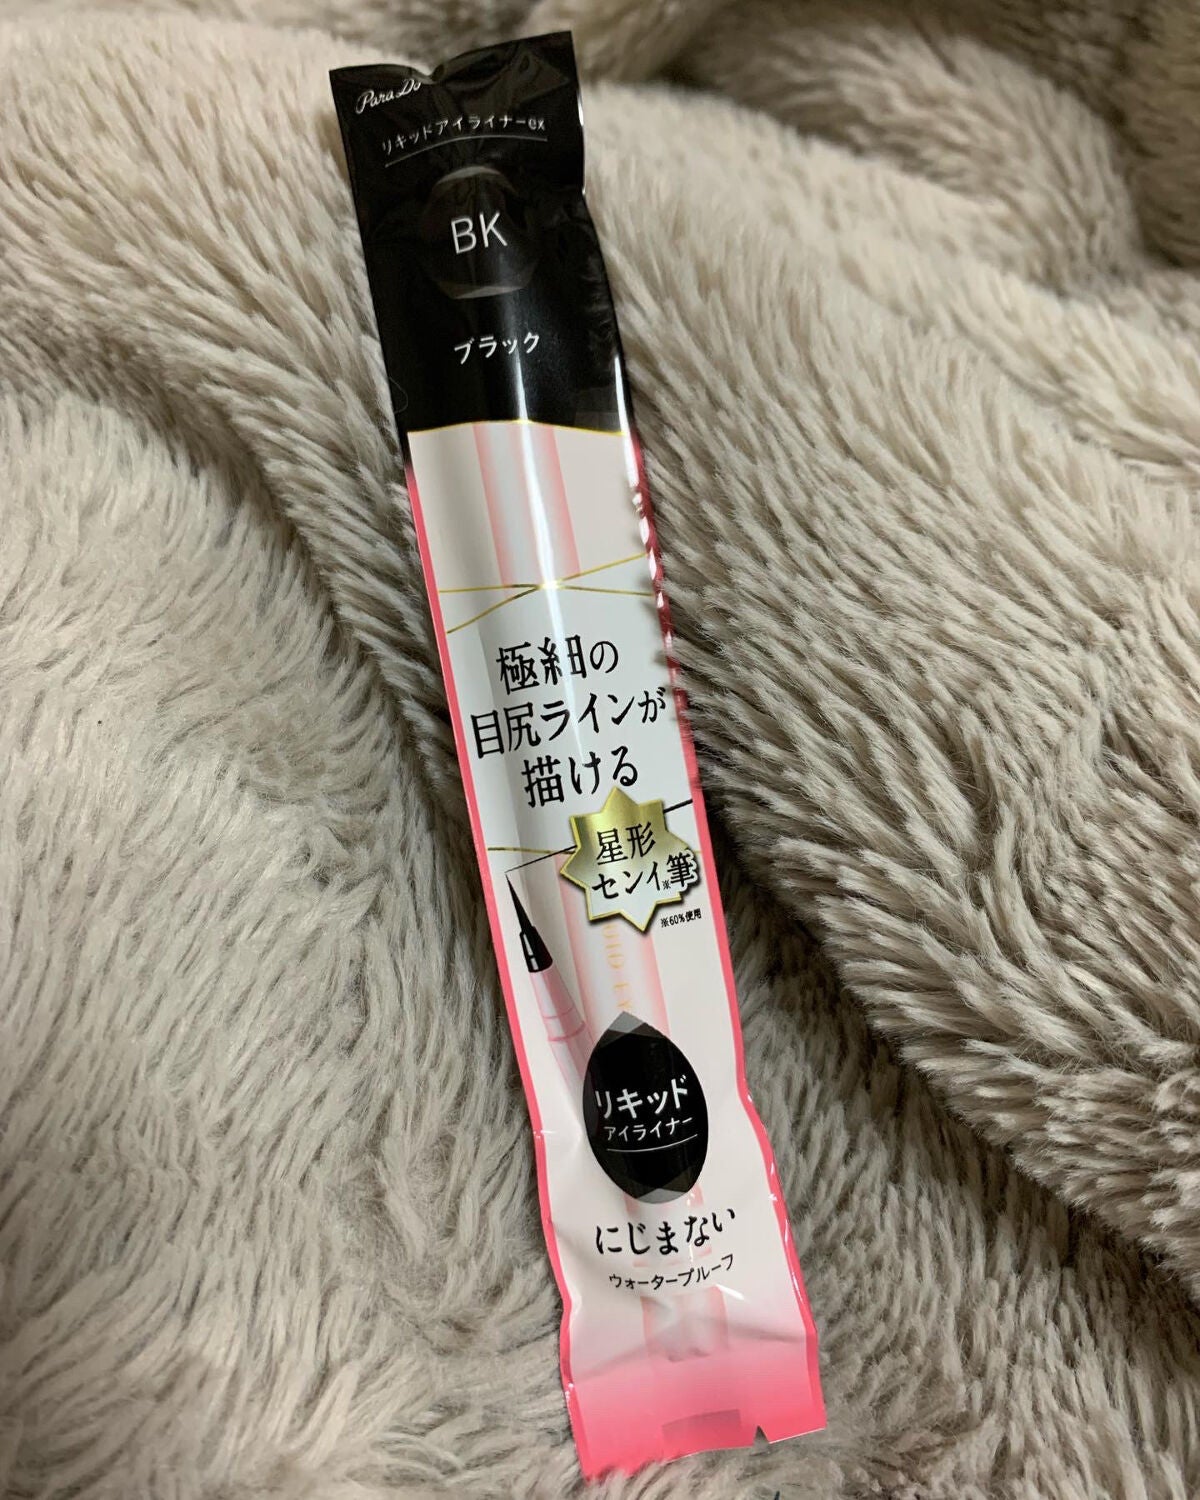 Para Do
リキッドアイライナーex
BK
ブラック
極細の
目尻ラインが
描ける
星形
センイ※筆
※60%使用
リキッド
アイライナー
にじまない
ウォータープルーフ